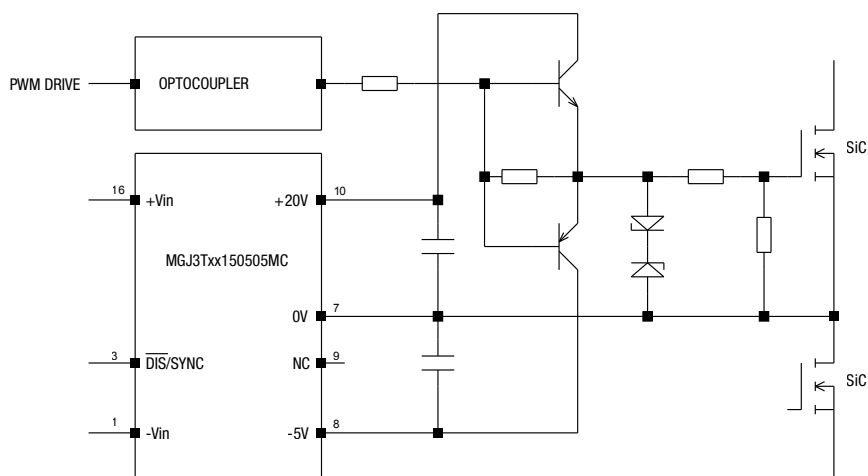 PWM DRIVE
OPTOCOUPLER
SiC
16
+Vin
+20V
10
MGJ3Txx150505MC
0V
7
3
DIS/SYNC
NC
9
SiC
1
-Vin
-5V
8